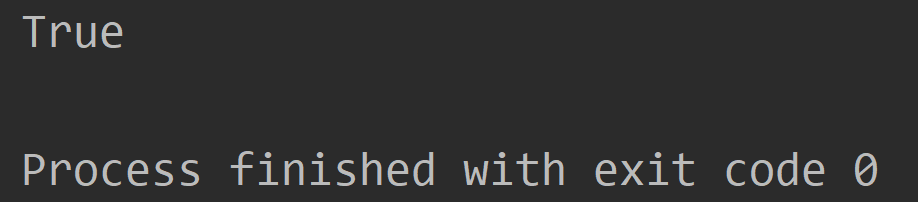 True
Process finished with exit code 0